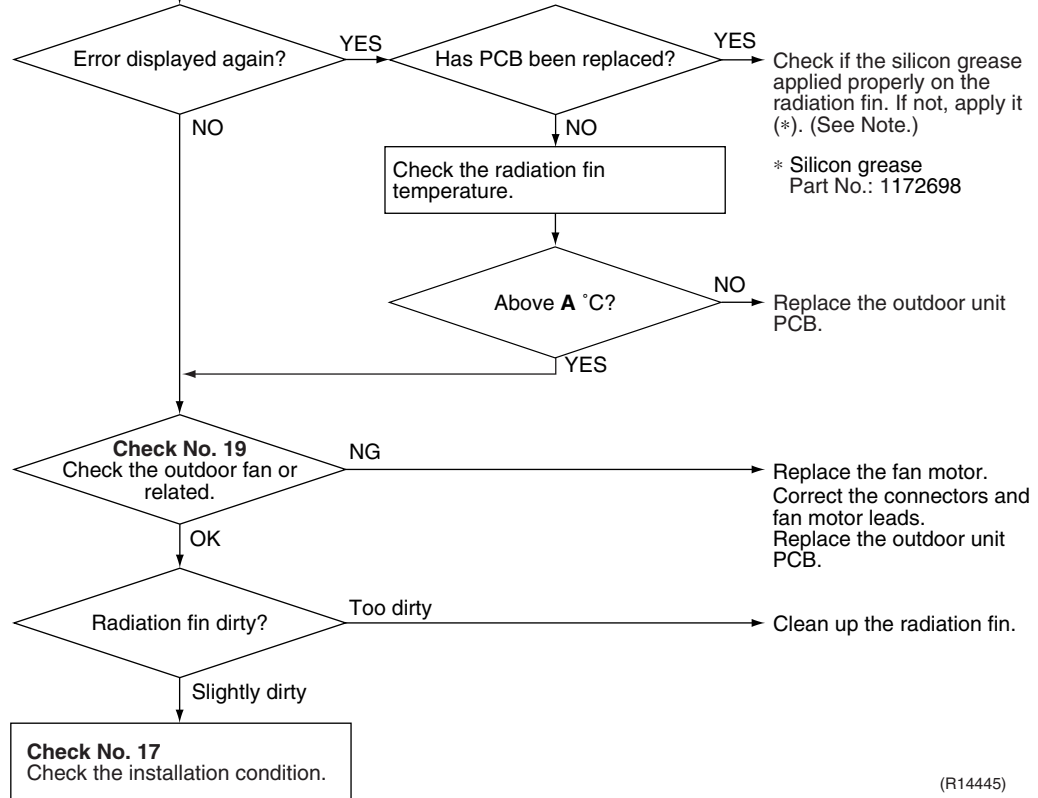 Error displayed again?
YES
Has PCB been replaced?
YES
Check if the silicon grease
applied properly on the
radiation fin. If not, apply it
(*). (See Note.)
* Silicon grease
Part No.: 1172698
NO
NO
Check the radiation fin
temperature.
Above A ˚C?
NO
Replace the outdoor unit
PCB.
YES
Check No. 19
Check the outdoor fan or
related.
NG
Replace the fan motor.
Correct the connectors and
fan motor leads.
Replace the outdoor unit
PCB.
OK
Radiation fin dirty?
Too dirty
Clean up the radiation fin.
Slightly dirty
Check No. 17
Check the installation condition.
(R14445)